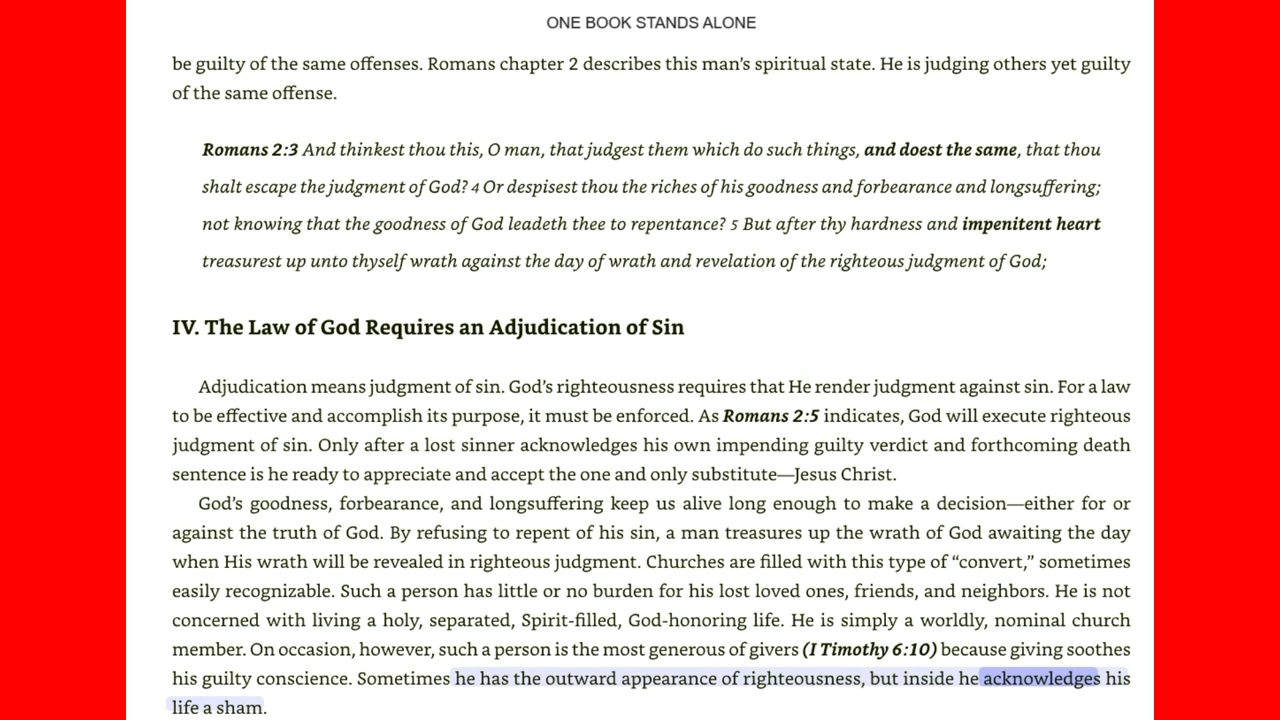 ONE BOOK STANDS ALONE
be guilty of the same offenses. Romans chapter 2 describes this man’s spiritual state. He is judging others yet guilty
of the same offense.
Romans 2:3 And thinkest thou this, O man, that judgest them which do such things, and doest the same, that thou
shalt escape the judgment of God? 4 Or despisest thou the riches of his goodness and forbearance and longsuffering;
not knowing that the goodness of God leadeth thee to repentance? 5 But after thy hardness and impenitent heart
treasurest up unto thyself wrath against the day of wrath and revelation of the righteous judgment of God;
IV. The Law of God Requires an Adjudication of Sin
Adjudication means judgment of sin. God’s righteousness requires that He render judgment against sin. For a law
to be effective and accomplish its purpose, it must be enforced. As Romans 2:5 indicates, God will execute righteous
judgment of sin. Only after a lost sinner acknowledges his own impending guilty verdict and forthcoming death
sentence is he ready to appreciate and accept the one and only substitute—Jesus Christ.
God’s goodness, forbearance, and longsuffering keep us alive long enough to make a decision—either for or
against the truth of God. By refusing to repent of his sin, a man treasures up the wrath of God awaiting the day
when His wrath will be revealed in righteous judgment. Churches are filled with this type of “convert,” sometimes
easily recognizable. Such a person has little or no burden for his lost loved ones, friends, and neighbors. He is not
concerned with living a holy, separated, Spirit-filled, God-honoring life. He is simply a worldly, nominal church
member. On occasion, however, such a person is the most generous of givers (I Timothy 6:10) because giving soothes
his guilty conscience. Sometimes he has the outward appearance of righteousness, but inside he acknowledges his
life a sham.